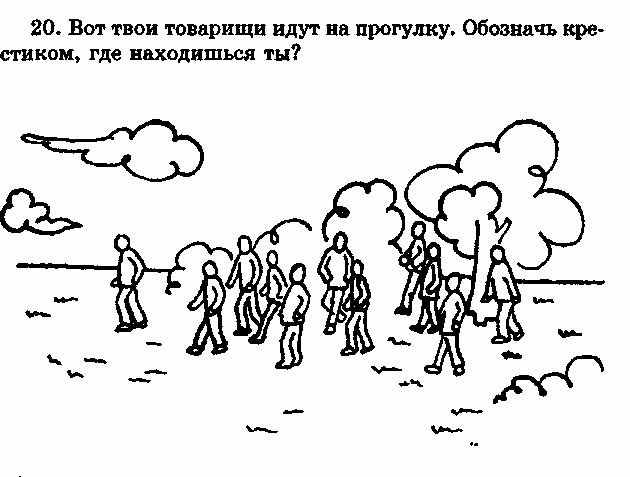 20. Вот твои товарищи идут на прогулку. Обозначь кре-
стиком, где находишься ты?